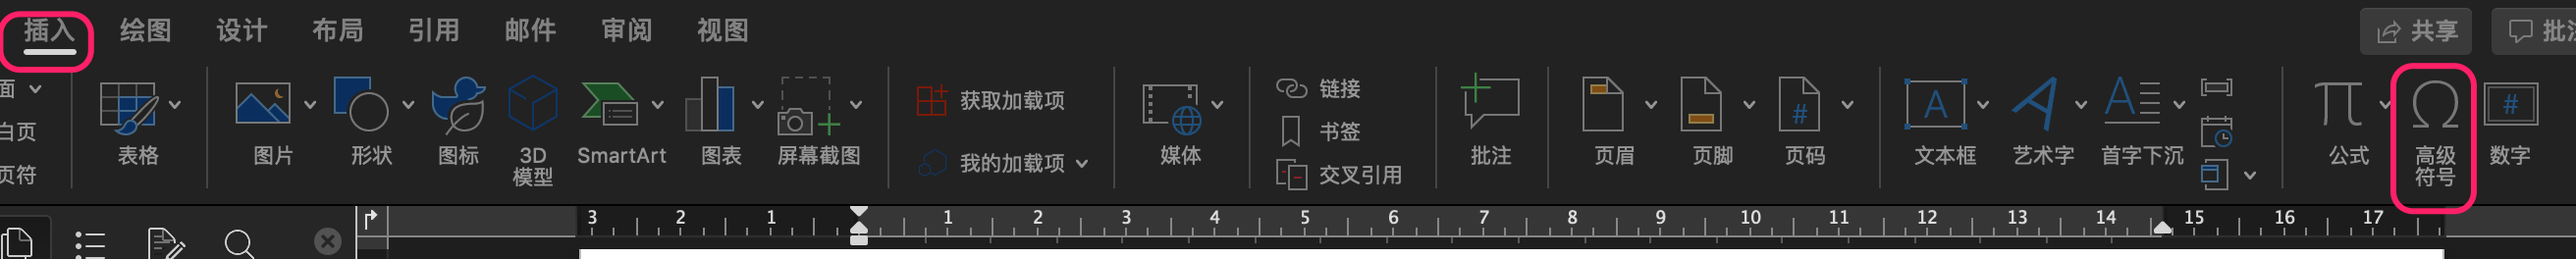 插入 绘图 设计 布局 引用 邮件 审阅 视图 共享 批注
面
白页
页符
表格
图片
形状
图标
3D
模型
SmartArt
图表
屏幕截图
获取加载项
我的加载项
媒体
链接
书签
交叉引用
批注
页眉
页脚
#
页码
A
文本框
A
艺术字
A
首字下沉
π
公式
Ω
高级
符号
#
数字
3 2 1 1 2 3 4 5 6 7 8 9 10 11 12 13 14 15 16 17